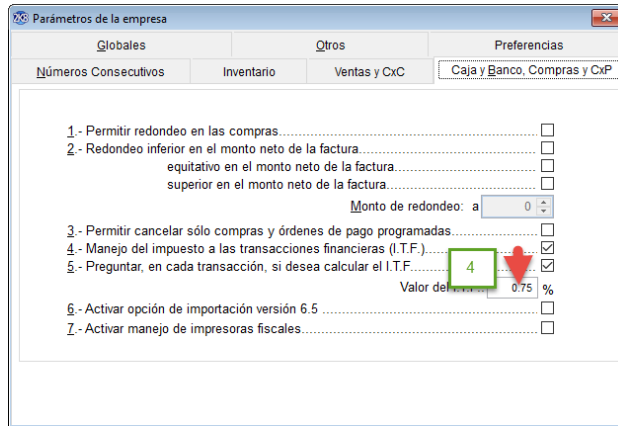 Parámetros de la empresa
Globales Otros Preferencias
Números Consecutivos Inventario Ventas y CxC Caja y Banco, Compras y CxP
1.- Permitir redondeo en las compras
2.- Redondeo inferior en el monto neto de la factura
equitativo en el monto neto de la factura
superior en el monto neto de la factura
Monto de redondeo: a 0
3.- Permitir cancelar sólo compras y órdenes de pago programadas
4.- Manejo del impuesto a las transacciones financieras (I.T.F.)
5.- Preguntar, en cada transacción, si desea calcular el I.T.F.
4
Valor del 0.75 %
6.- Activar opción de importación versión 6.5
7.- Activar manejo de impresoras fiscales